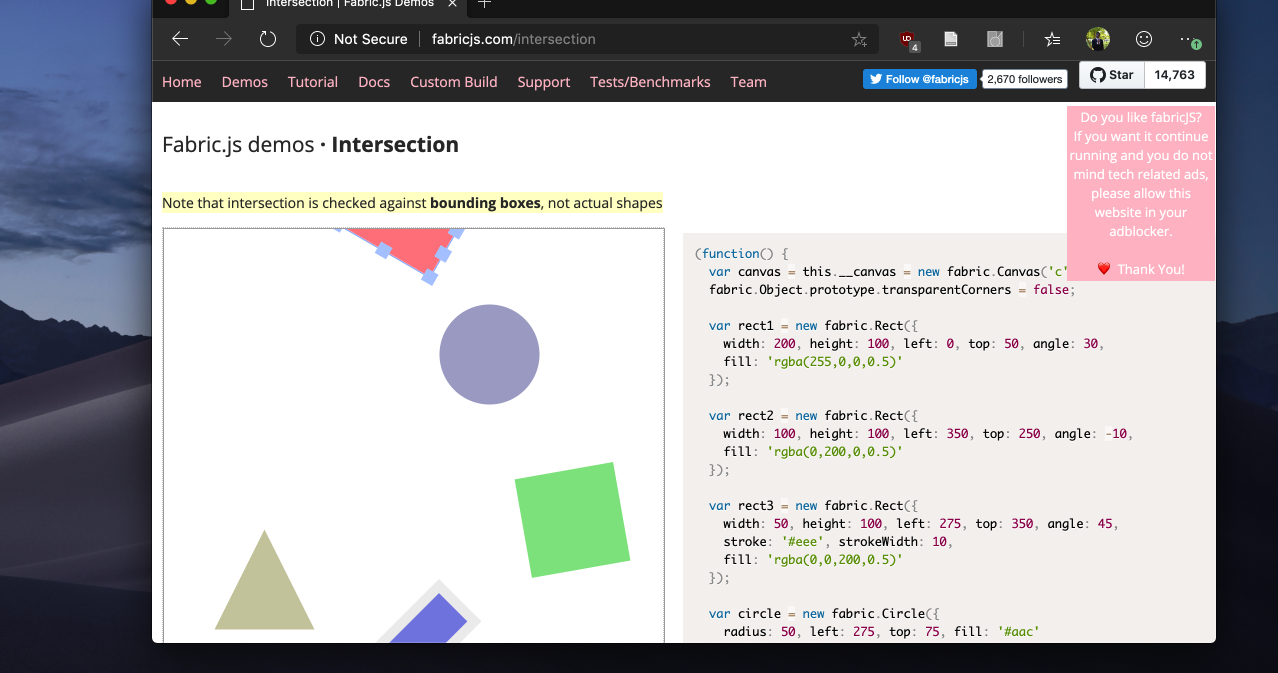 Intersection | Fabric.js Demos
Not Secure
fabricjs.com/intersection
UO
4
Home Demos Tutorial Docs Custom Build Support Tests/Benchmarks Team
Follow @fabricjs 2,670 followers Star 14,763
Do you like fabricJS?
If you want it continue
running and you do not
mind tech related ads,
please allow this
website in your
adblocker.
❤️ Thank You!
Fabric.js demos · Intersection
Note that intersection is checked against bounding boxes, not actual shapes
(function() {
var canvas = this.__canvas = new fabric.Canvas('c'
fabric.Object.prototype.transparentCorners = false;
var rect1 = new fabric.Rect({
width: 200, height: 100, left: 0, top: 50, angle: 30,
fill: 'rgba(255,0,0,0.5)'
});
var rect2 = new fabric.Rect({
width: 100, height: 100, left: 350, top: 250, angle: -10,
fill: 'rgba(0,200,0,0.5)'
});
var rect3 = new fabric.Rect({
width: 50, height: 100, left: 275, top: 350, angle: 45,
stroke: '#eee', strokeWidth: 10,
fill: 'rgba(0,0,200,0.5)'
});
var circle = new fabric.Circle({
radius: 50, left: 275, top: 75, fill: '#aac'